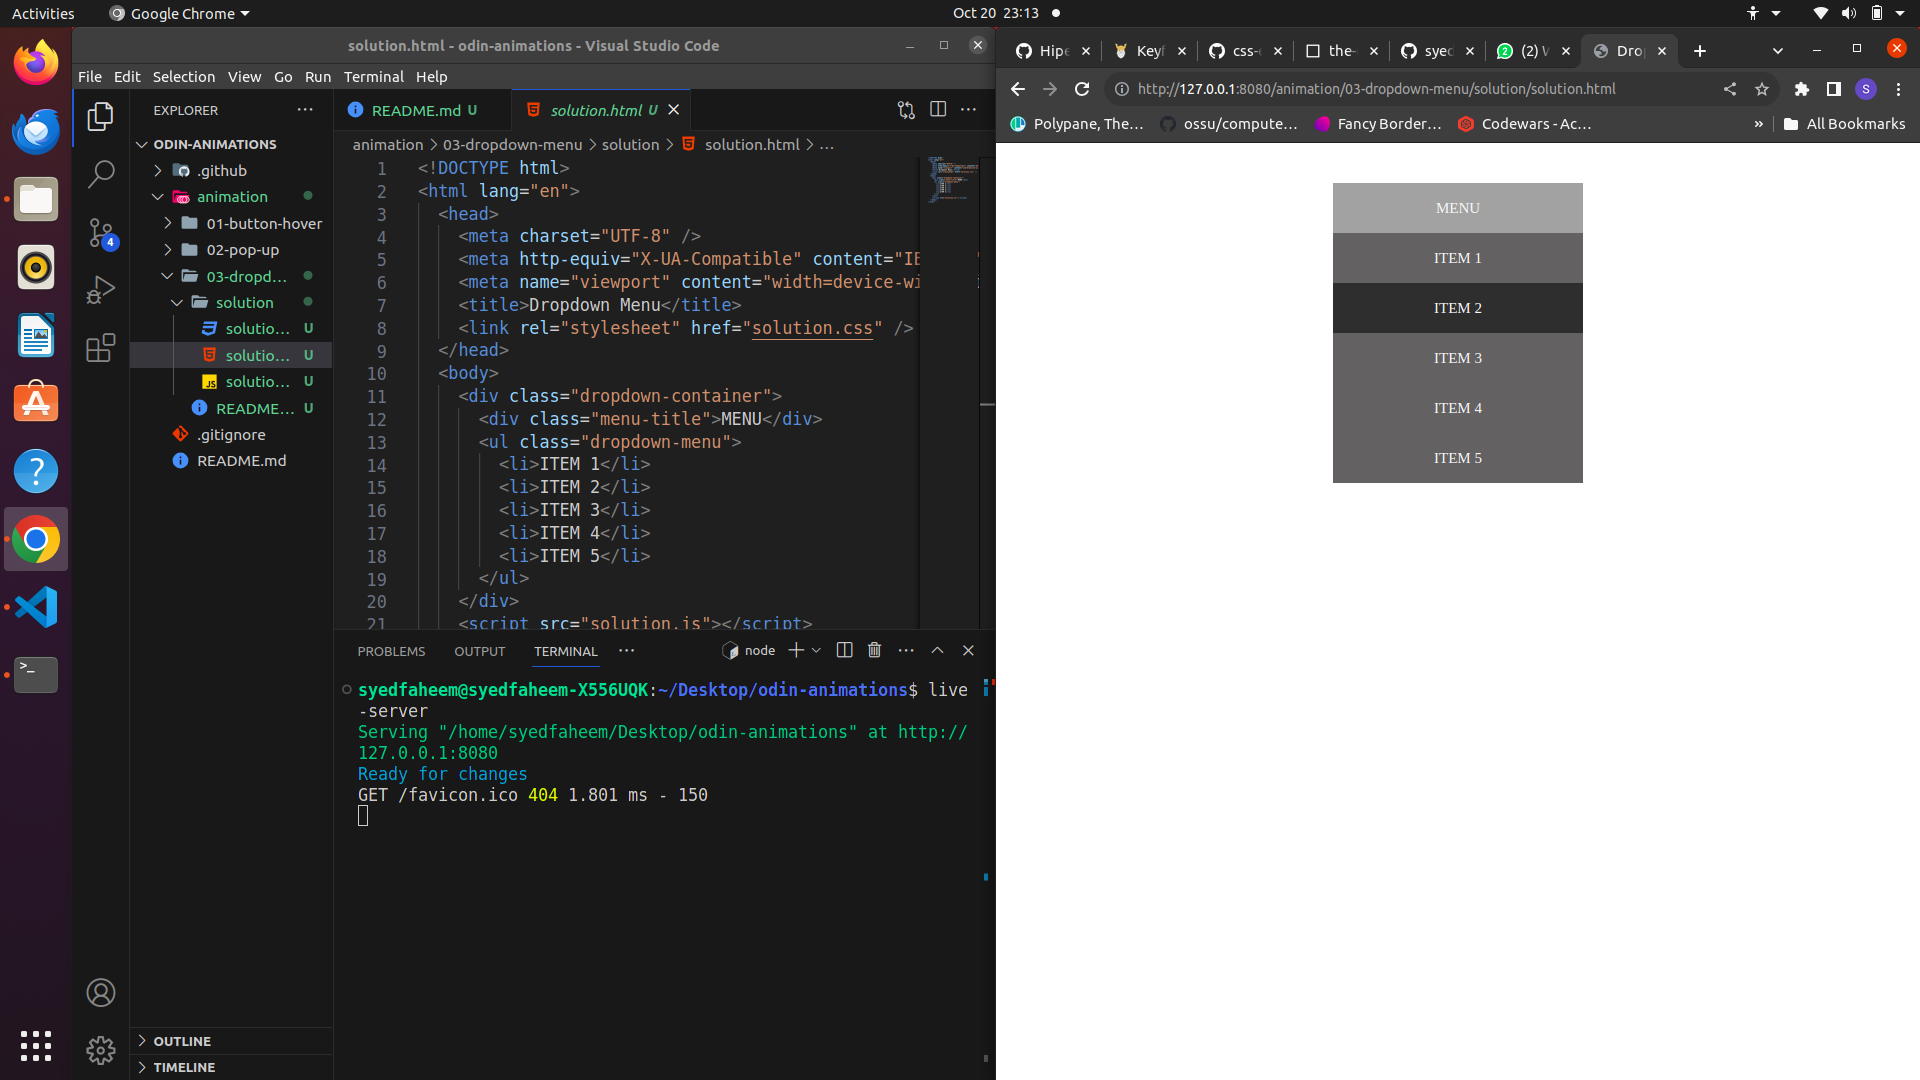 Activities
Google Chrome
Oct 20 23:13
solution.html - odin-animations - Visual Studio Code
File Edit Selection View Go Run Terminal Help
EXPLORER
ODIN-ANIMATIONS
.github
animation
01-button-hover
02-pop-up
03-dropd...
solution
solutio... U
solutio... U
JS solutio... U
README... U
.gitignore
README.md
OUTLINE
TIMELINE
4
README.md U
solution.html U
animation > 03-dropdown-menu > solution > solution.html > ...
1 <!DOCTYPE html>
2 <html lang="en">
3 <head>
4 <meta charset="UTF-8" />
5 <meta http-equiv="X-UA-Compatible" content="IE
6 <meta name="viewport" content="width=device-wi
7 <title>Dropdown Menu</title>
8 <link rel="stylesheet" href="solution.css" />
9 </head>
10 <body>
11 <div class="dropdown-container">
12 <div class="menu-title">MENU</div>
13 <ul class="dropdown-menu">
14 <li>ITEM 1</li>
15 <li>ITEM 2</li>
16 <li>ITEM 3</li>
17 <li>ITEM 4</li>
18 <li>ITEM 5</li>
19 </ul>
20 </div>
21 <script src="solution.js"></script>
PROBLEMS OUTPUT TERMINAL ... node
syedfaheem@syedfaheem-X556UQK:~/Desktop/odin-animations$ live
-server
Serving "/home/syedfaheem/Desktop/odin-animations" at http://
127.0.0.1:8080
Ready for changes
GET /favicon.ico 404 1.801 ms - 150
Hipe
Keyf
css-
the-
syed
(2) W
Drop
http://127.0.0.1:8080/animation/03-dropdown-menu/solution/solution.html
S
Polypane, The...
ossu/compute...
Fancy Border...
Codewars - Ac...
» All Bookmarks
MENU
ITEM 1
ITEM 2
ITEM 3
ITEM 4
ITEM 5